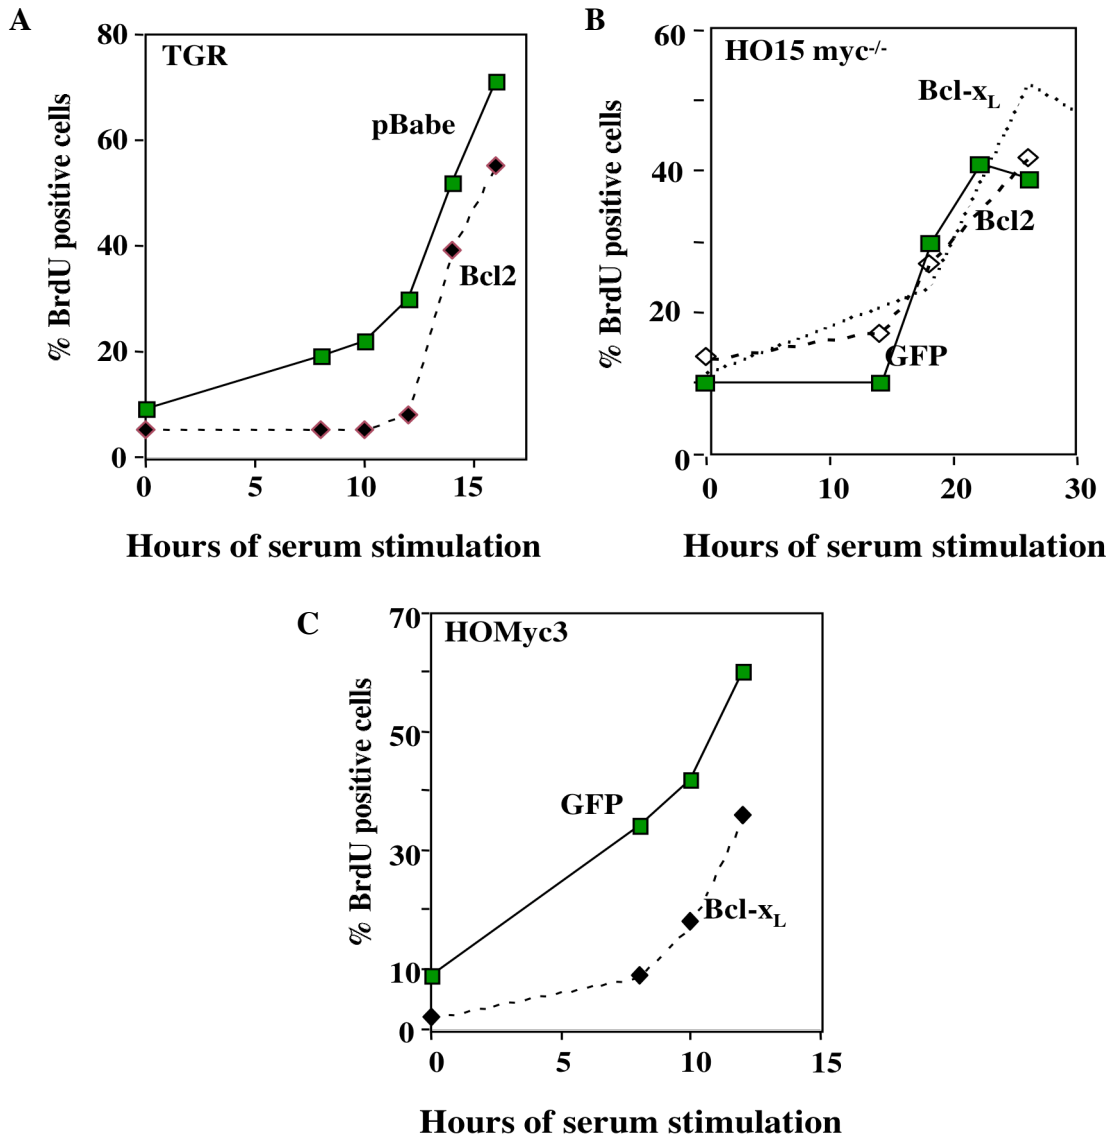 A
80
TGR
pBabe
60
40
Bcl2
20
0
0 5 10 15
% BrdU positive cells
Hours of serum stimulation
B
60
HO15 myc-/-
Bcl-xL
40
Bcl2
20
GFP
0
0 10 20 30
% BrdU positive cells
Hours of serum stimulation
C
70
HOMyc3
50
GFP
30
Bcl-xL
10
0
0 5 10 15
% BrdU positive cells
Hours of serum stimulation